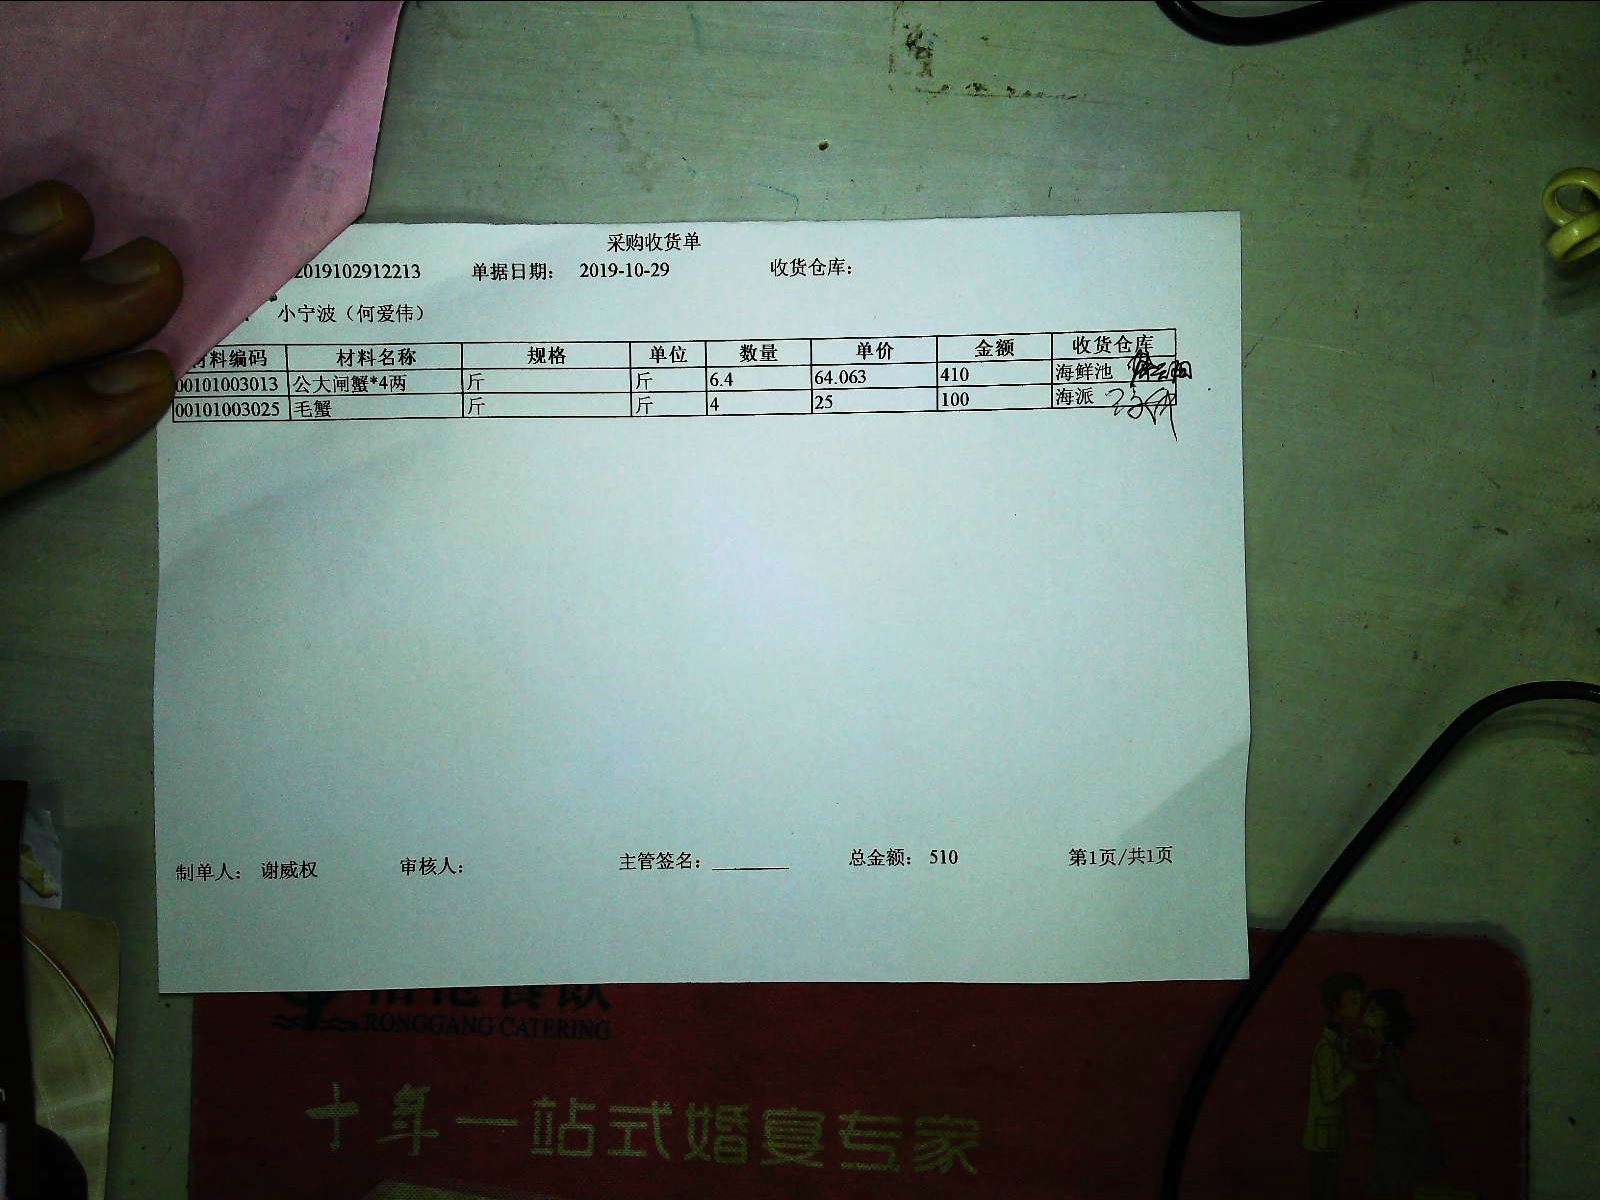 采购收货单
2019102912213 单据日期： 2019-10-29 收货仓库：
小宁波（何爱伟）
材料编码 材料名称 规格 单位 数量 单价 金额 收货仓库
00101003013 公大闸蟹*4两 斤 斤 6.4 64.063 410 海鲜池
00101003025 毛蟹 斤 斤 4 25 100 海派
制单人： 谢威权 审核人： 主管签名： 总金额： 510 第1页/共1页
RONGGANG CATERING
十年一站式婚宴专家